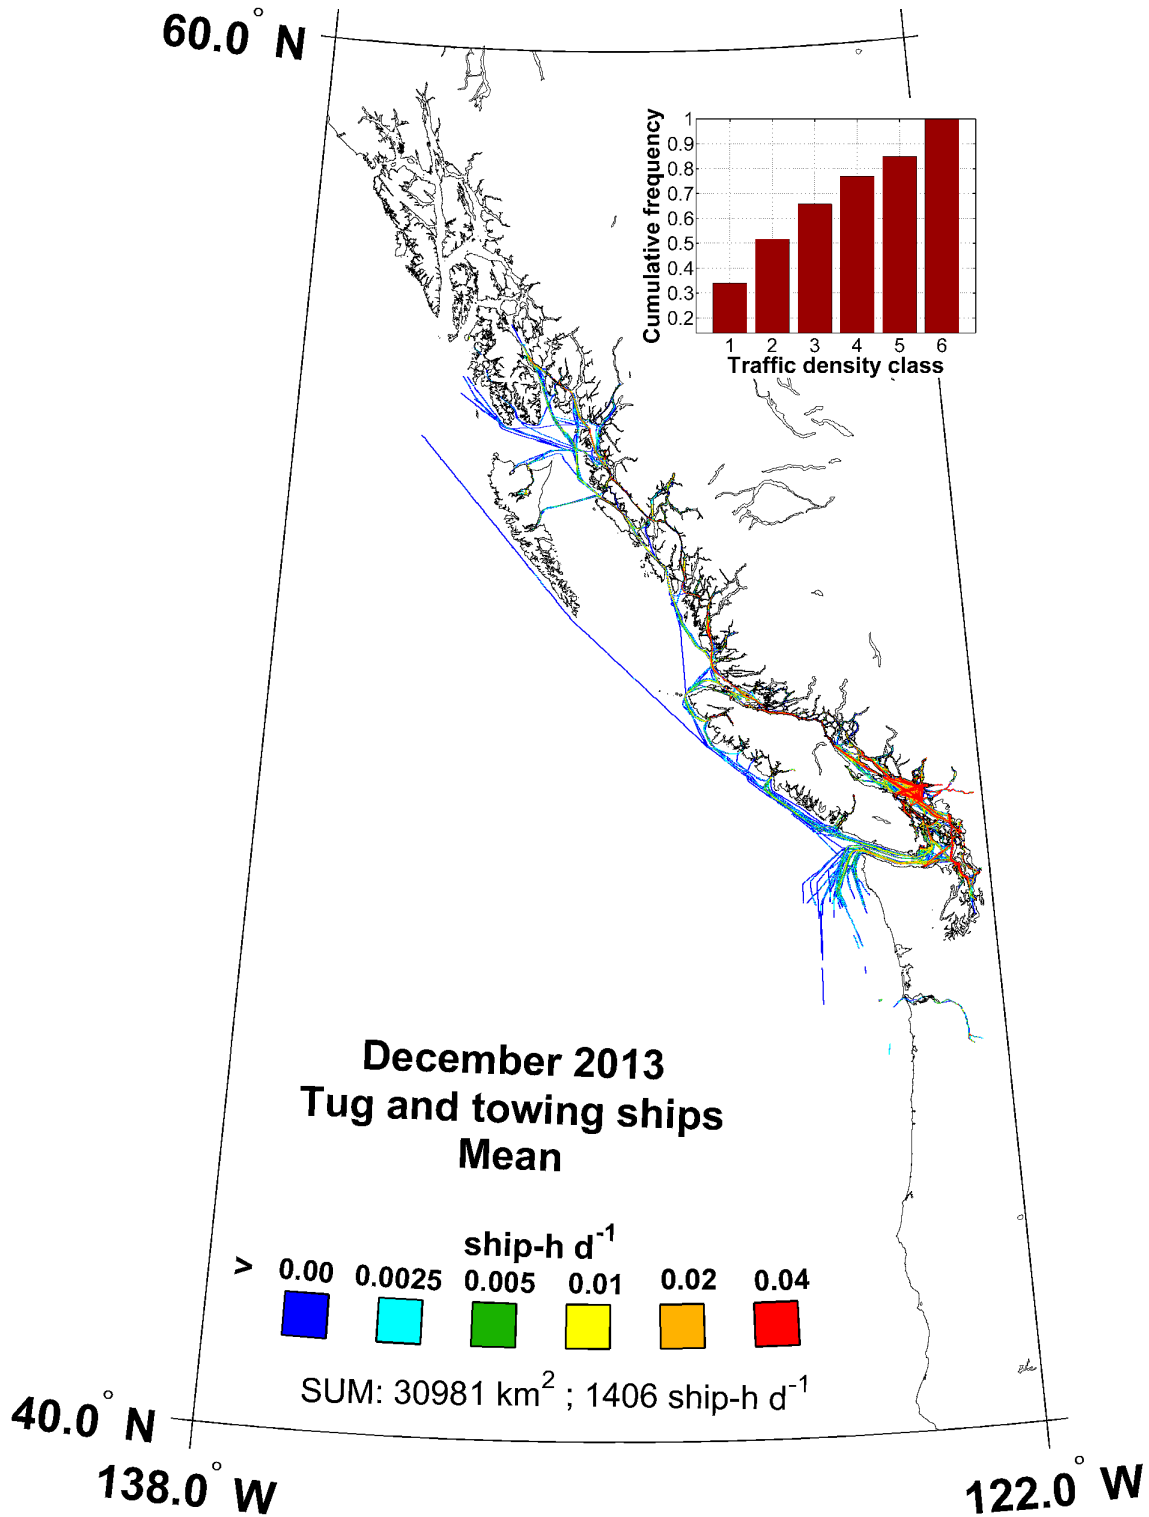 60.0° N
Cumulative frequency
1
0.9
0.8
0.7
0.6
0.5
0.4
0.3
0.2
1 2 3 4 5 6
Traffic density class
December 2013
Tug and towing ships
Mean
ship-h d⁻¹
> 0.00 0.0025 0.005 0.01 0.02 0.04
SUM: 30981 km² ; 1406 ship-h d⁻¹
40.0° N
138.0° W
122.0° W